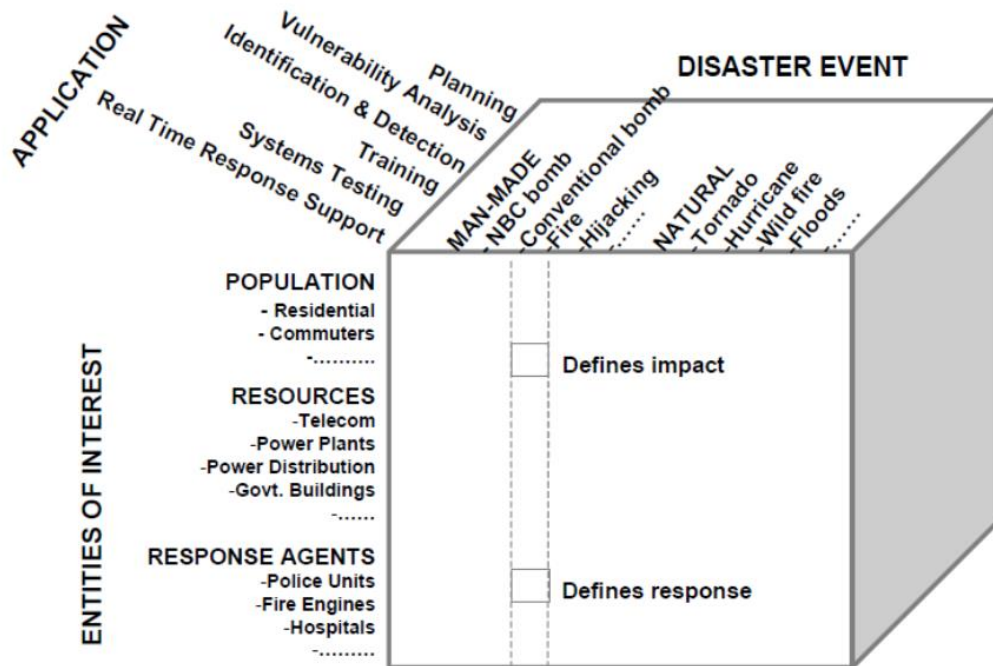 APPLICATION
Planning
Vulnerability Analysis
Identification & Detection
Training
Systems Testing
Real Time Response Support
DISASTER EVENT
MAN-MADE
- NBC bomb
-Conventional bomb
-Fire
-Hijacking
-......
NATURAL
-Tornado
-Hurricane
-Wild fire
-Floods
-......
ENTITIES OF INTEREST
POPULATION
- Residential
- Commuters
-..........
Defines impact
RESOURCES
-Telecom
-Power Plants
-Power Distribution
-Govt. Buildings
-......
RESPONSE AGENTS
-Police Units
Defines response
-Fire Engines
-Hospitals
-.........